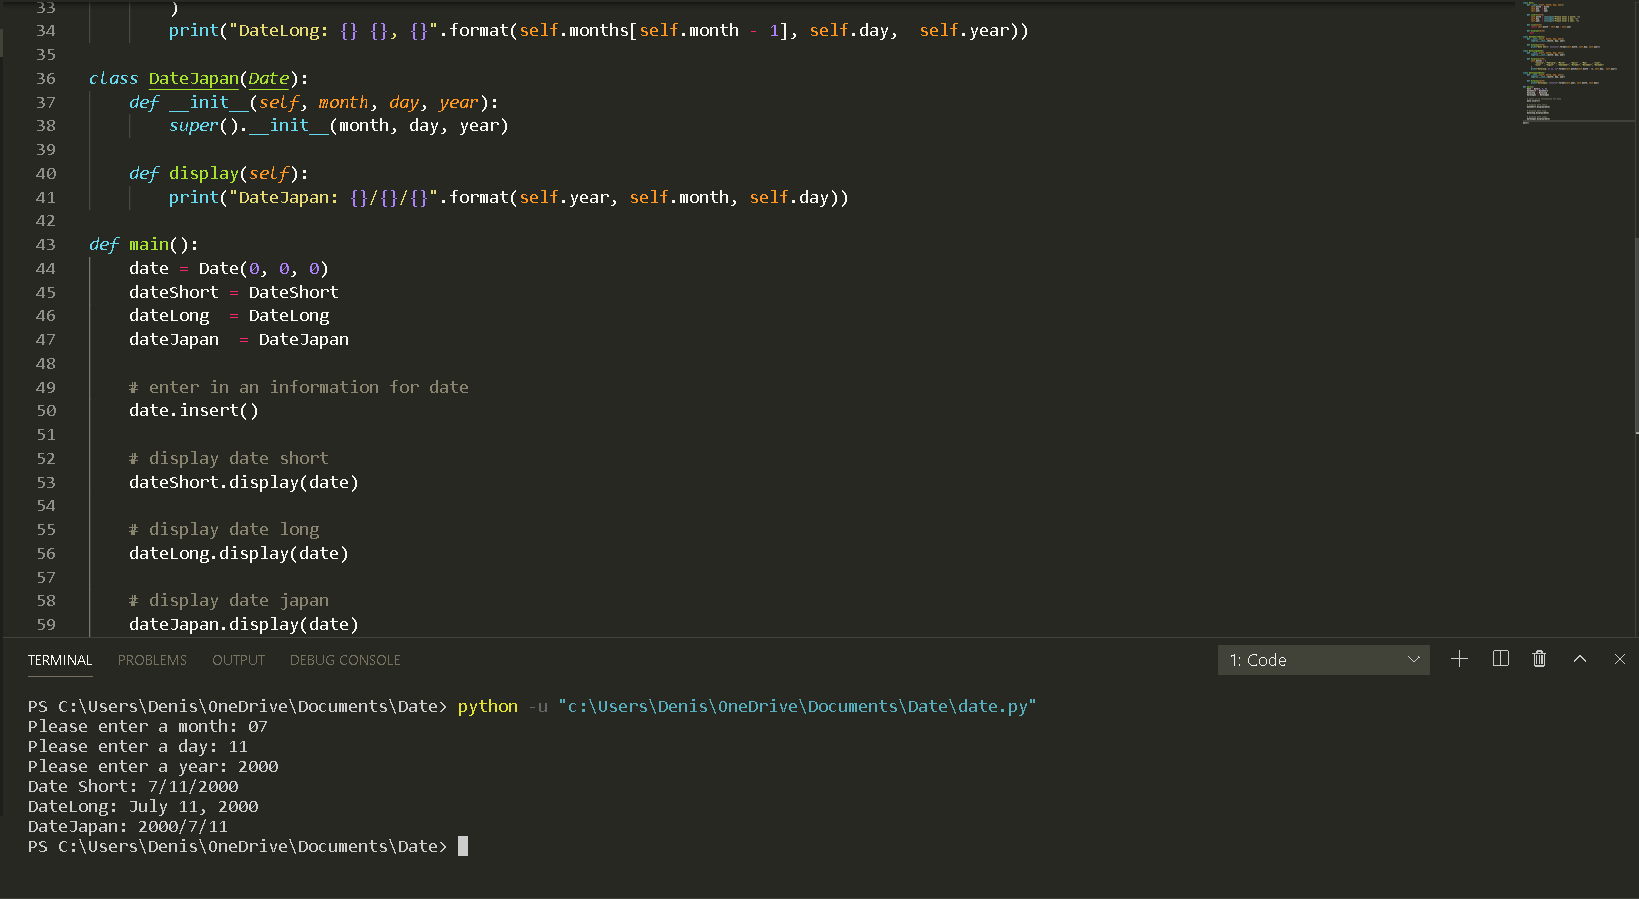 33 )
34 print("DateLong: {} {}, {}".format(self.months[self.month - 1], self.day,  self.year))
35
36 class DateJapan(Date):
37 def __init__(self, month, day, year):
38 super().__init__(month, day, year)
39
40 def display(self):
41 print("DateJapan: {}/{}/{}".format(self.year, self.month, self.day))
42
43 def main():
44 date = Date(0, 0, 0)
45 dateShort = DateShort
46 dateLong  = DateLong
47 dateJapan  = DateJapan
48
49 # enter in an information for date
50 date.insert()
51
52 # display date short
53 dateShort.display(date)
54
55 # display date long
56 dateLong.display(date)
57
58 # display date japan
59 dateJapan.display(date)
TERMINAL PROBLEMS OUTPUT DEBUG CONSOLE 1: Code
PS C:\Users\Denis\OneDrive\Documents\Date> python -u "c:\Users\Denis\OneDrive\Documents\Date\date.py"
Please enter a month: 07
Please enter a day: 11
Please enter a year: 2000
Date Short: 7/11/2000
DateLong: July 11, 2000
DateJapan: 2000/7/11
PS C:\Users\Denis\OneDrive\Documents\Date>